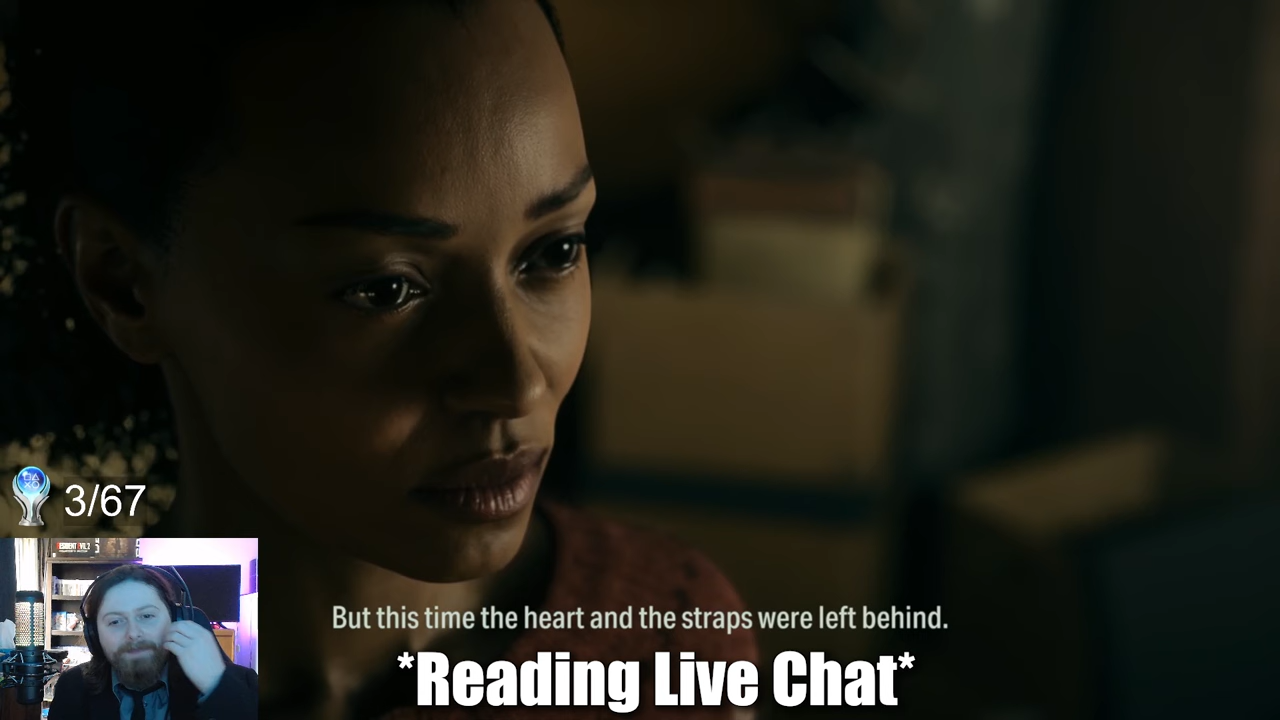 3/67
But this time the heart and the straps were left behind.
*Reading Live Chat*